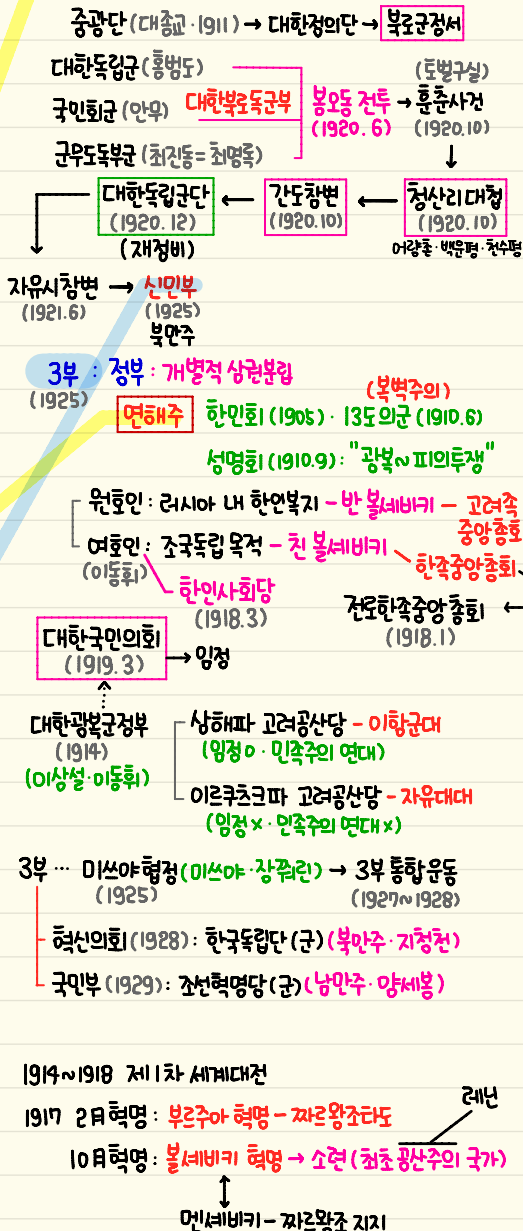 중광단 (대종교·1911) → 대한정의단 → 북로군정서
대한독립군 (홍범도)
(토벌구실)
국민회군 (안무) 대한북로독군부 봉오동 전투 → 훈춘사건
(1920.6) (1920.10)
군무도독부군 (최진동=최명록)
대한독립군단 ← 간도참변 ← 청산리 대첩
(1920.12) (1920.10) (1920.10)
(재정비) 어랑촌·백운평·천수평
자유시참변 → 신민부
(1921.6) (1925)
북만주
3부 : 정부 : 개별적 삼권분립
(1925)
(복벽주의)
연해주 한민회 (1905)·13도의군 (1910.6)
성명회 (1910.9) : "광복~피의투쟁"
원호인 : 러시아 내 한인복지 - 반 볼셰비키 - 고려족
중앙총회
여호인 : 조국독립 목적 - 친 볼셰비키
(이동휘) 한족중앙총회
한인사회당
(1918.3)
전로한족중앙총회 ←
(1918.1)
대한국민의회
(1919.3) → 임정
대한광복군정부
(1914)
(이상설·이동휘)
상해파 고려공산당 - 이항군대
(임정O·민족주의 연대)
이르쿠츠크파 고려공산당 - 자유대대
(임정×·민족주의 연대×)
3부 … 미쓰야 협정 (미쓰야·장쭤린) → 3부 통합 운동
(1925) (1927~1928)
혁신의회 (1928) : 한국독립단 (군) (북만주·지청천)
국민부 (1929) : 조선혁명당 (군) (남만주·양세봉)
1914~1918 제1차 세계대전
레닌
1917 2月혁명 : 부르주아 혁명 - 짜르왕조타도
10月혁명 : 볼셰비키 혁명 → 소련 (최초 공산주의 국가)
↕
멘셰비키 - 짜르왕조 지지